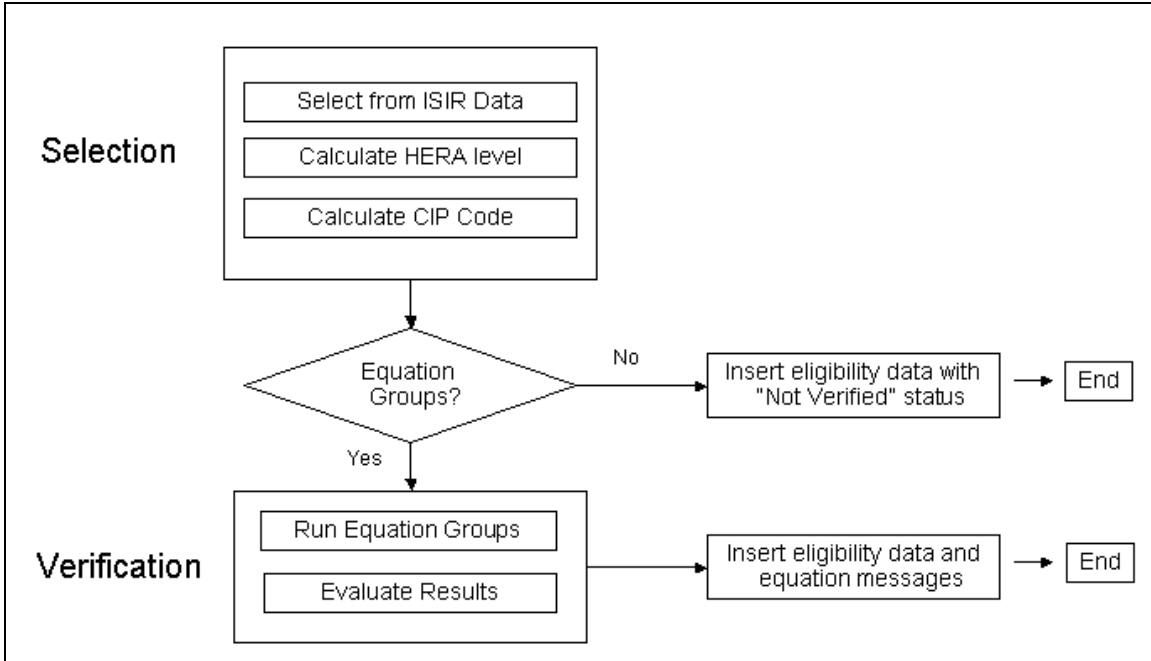 Select from ISIR Data
Selection
Calculate HERA level
Calculate CIP Code
Equation
Groups?
No
Insert eligibility data with
"Not Verified" status
End
Yes
Run Equation Groups
Verification
Evaluate Results
Insert eligibility data and
equation messages
End